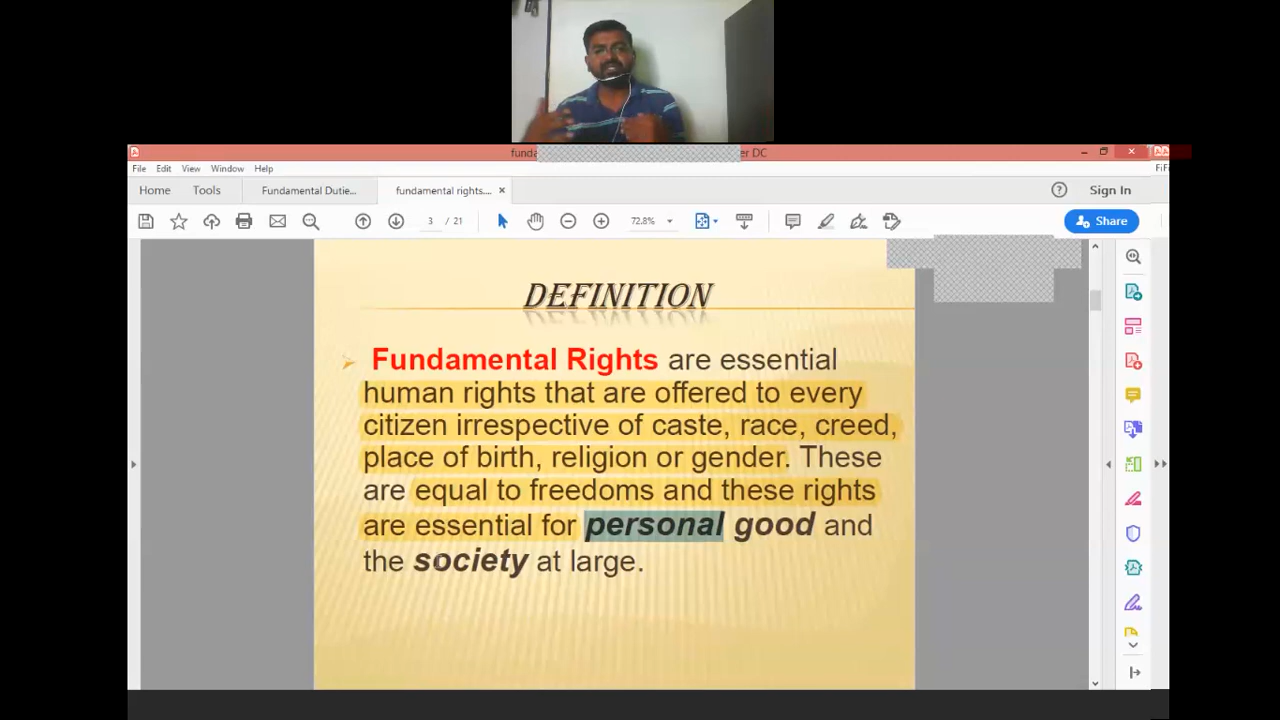 funda er DC
File Edit View Window Help
Home Tools Fundamental Dutie... fundamental rights....
Sign In
3 / 21 72.8% Share
DEFINITION
Fundamental Rights are essential
human rights that are offered to every
citizen irrespective of caste, race, creed,
place of birth, religion or gender. These
are equal to freedoms and these rights
are essential for personal good and
the society at large.